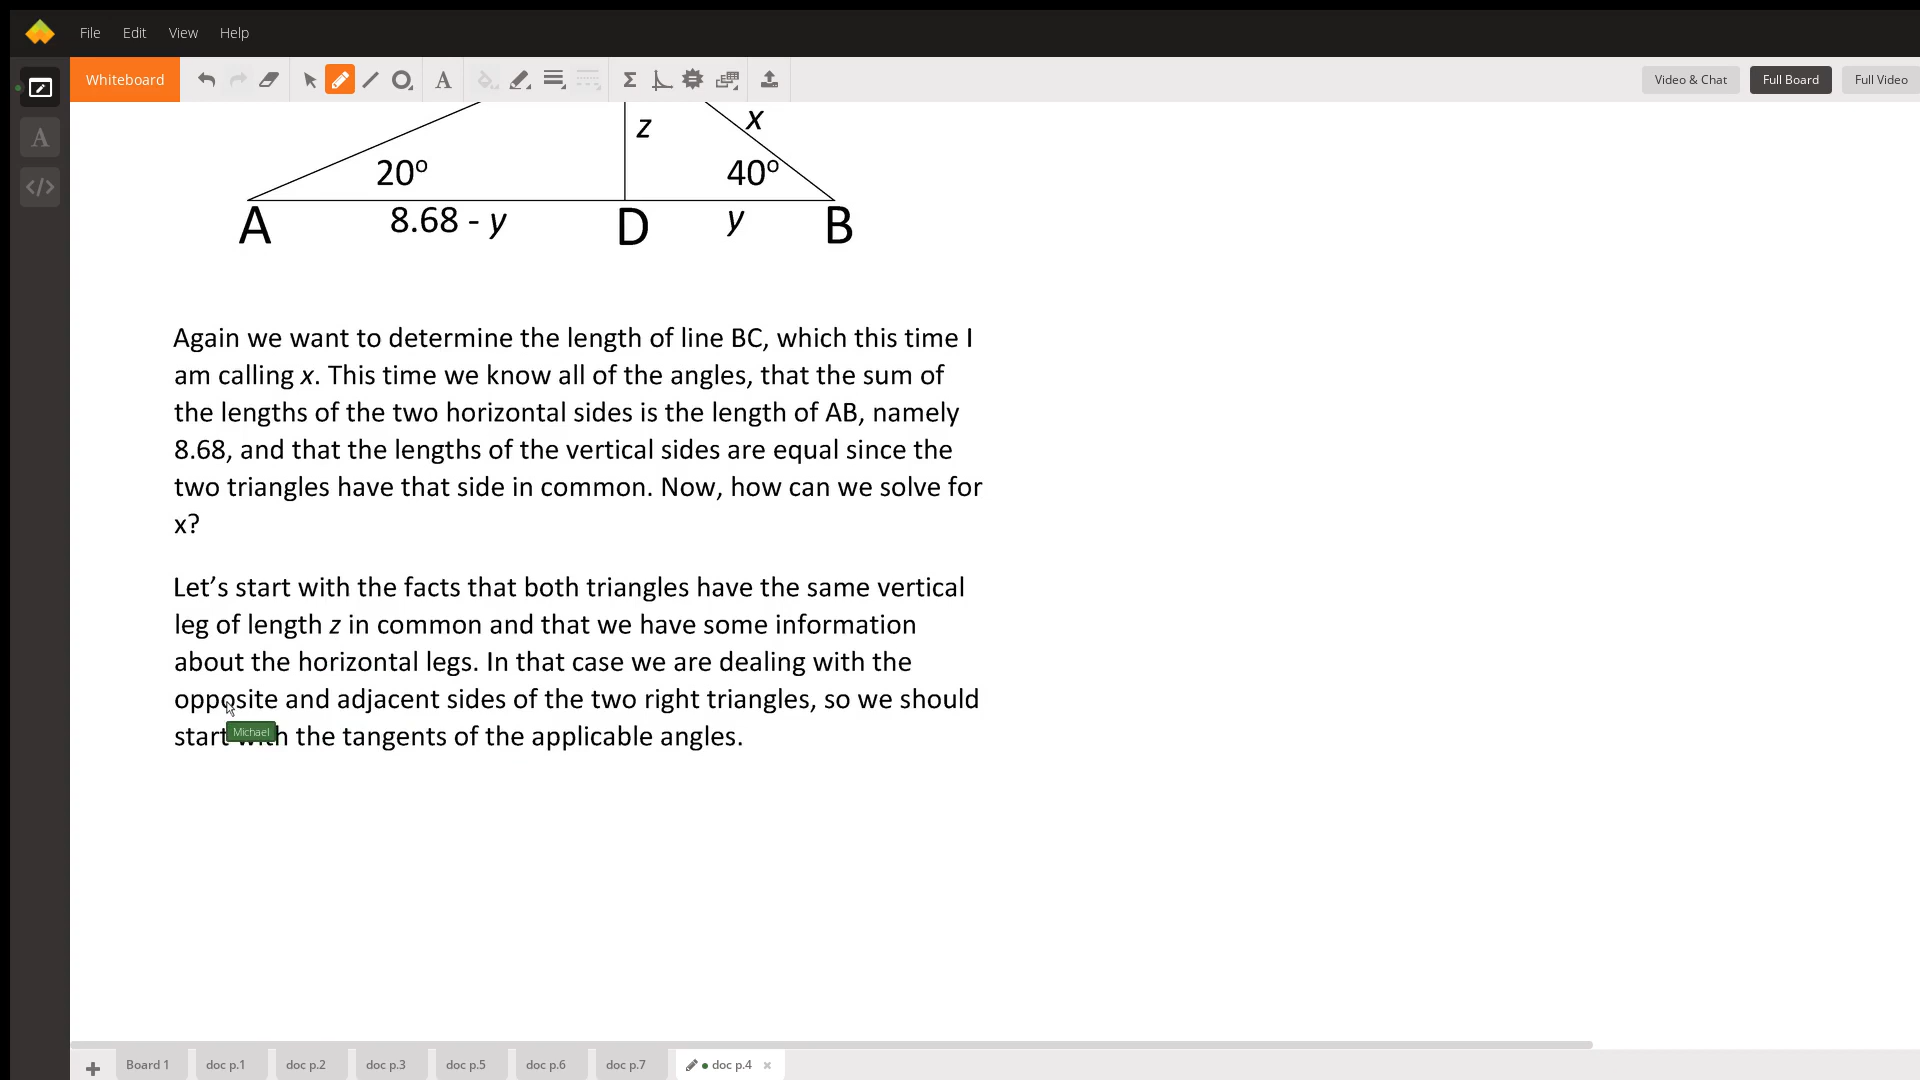 File Edit View Help
Whiteboard A Σ Video & Chat Full Board Full Video
A
</>
z x
20º 40º
A 8.68 - y D y B
Again we want to determine the length of line BC, which this time I
am calling x. This time we know all of the angles, that the sum of
the lengths of the two horizontal sides is the length of AB, namely
8.68, and that the lengths of the vertical sides are equal since the
two triangles have that side in common. Now, how can we solve for
x?
Let’s start with the facts that both triangles have the same vertical
leg of length z in common and that we have some information
about the horizontal legs. In that case we are dealing with the
opposite and adjacent sides of the two right triangles, so we should
start with the tangents of the applicable angles.
Michael
Board 1 doc p.1 doc p.2 doc p.3 doc p.5 doc p.6 doc p.7 doc p.4